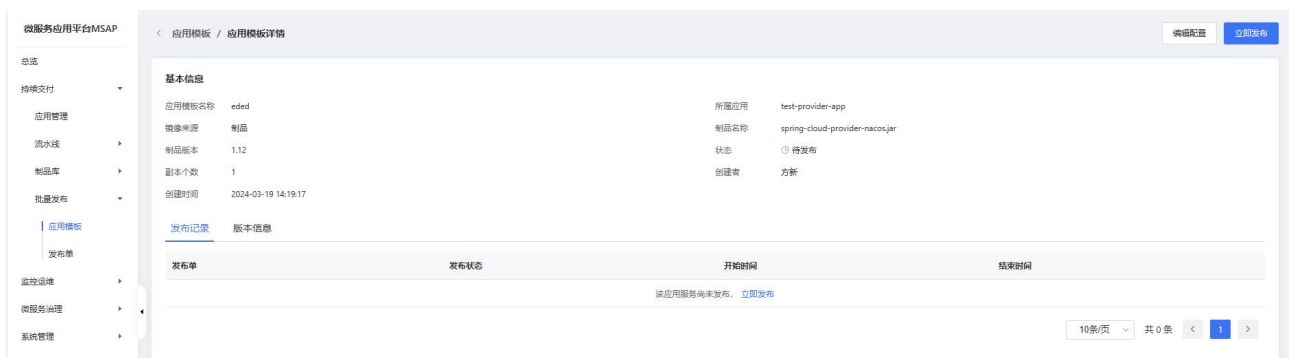 微服务应用平台MSAP
应用模板 / 应用模板详情
编辑配置
立即发布
总览
持续交付
应用管理
流水线
制品库
批量发布
应用模板
发布单
监控运维
微服务治理
系统管理
基本信息
应用模板名称 eded
所属应用 test-provider-app
镜像来源 制品
制品名称 spring-cloud-provider-nacos.jar
制品版本 1.12
状态 待发布
副本个数 1
创建者 方新
创建时间 2024-03-19 14:19:17
发布记录 版本信息
发布单 发布状态 开始时间 结束时间
该应用服务尚未发布， 立即发布
10条/页 共 0 条 < 1 >